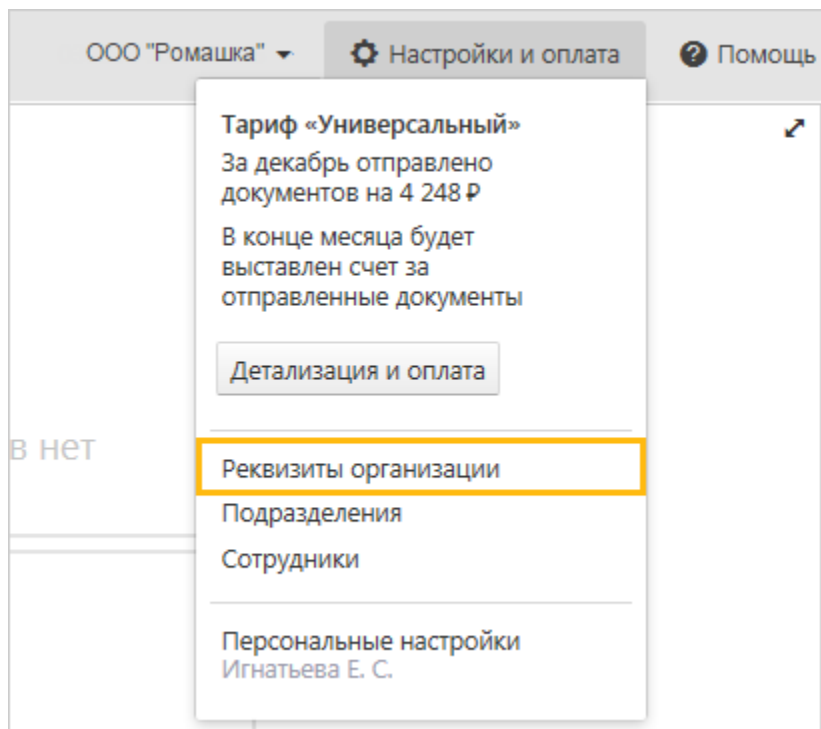 ООО "Ромашка" Настройки и оплата Помощь
Тариф «Универсальный»
За декабрь отправлено
документов на 4 248 ₽
В конце месяца будет
выставлен счет за
отправленные документы
Детализация и оплата
в нет
Реквизиты организации
Подразделения
Сотрудники
Персональные настройки
Игнатьева Е. С.